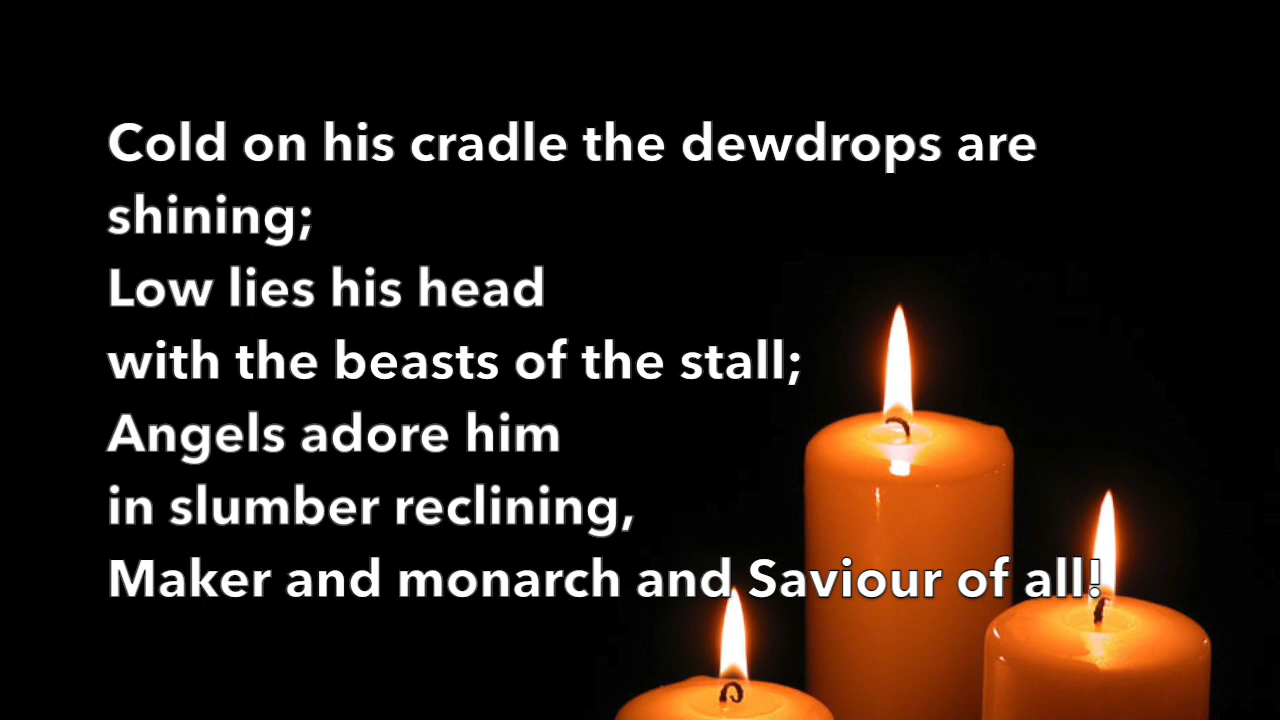 Cold on his cradle the dewdrops are
shining;
Low lies his head
with the beasts of the stall;
Angels adore him
in slumber reclining,
Maker and monarch and Saviour of all!